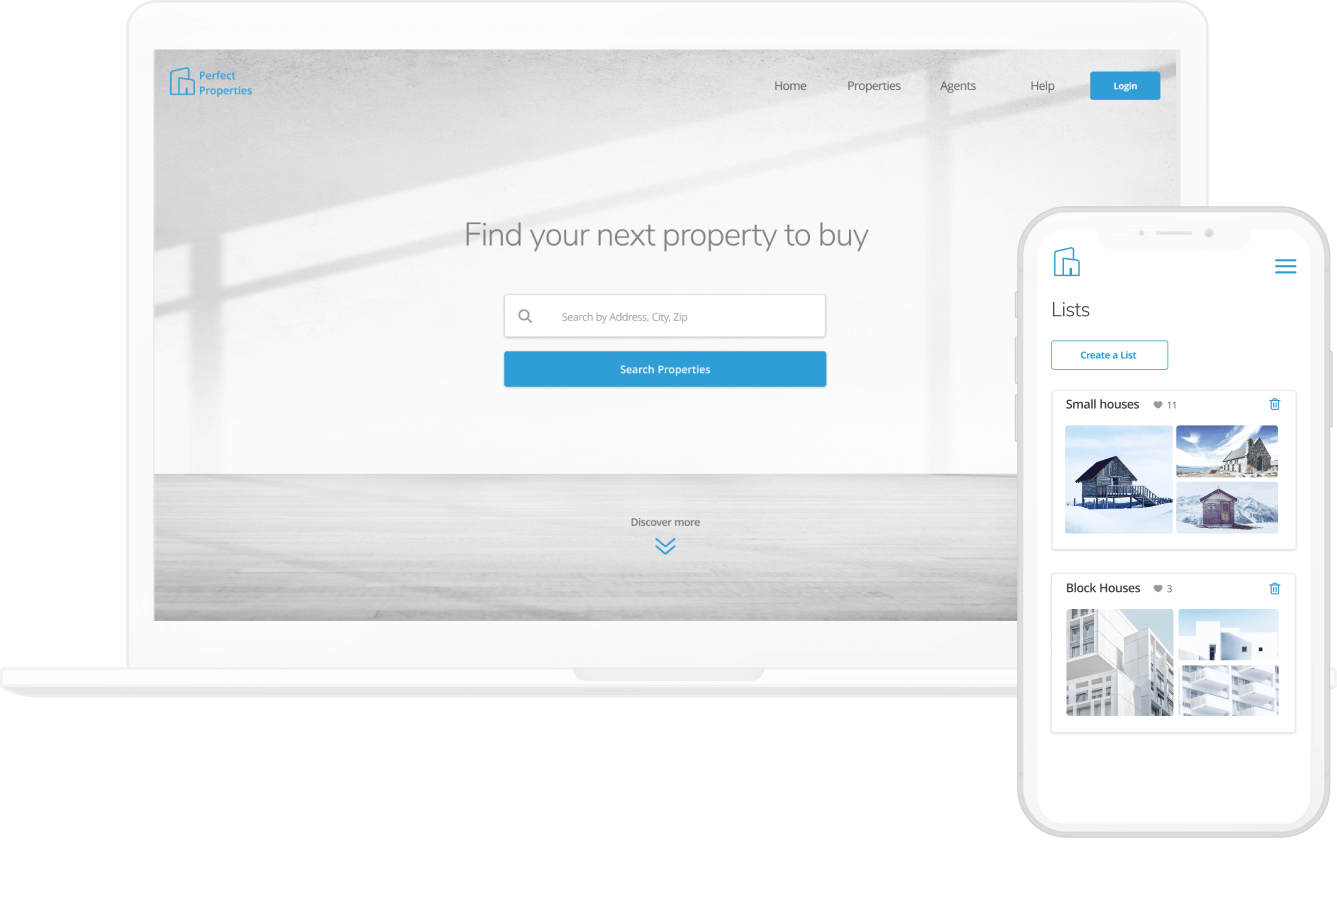 Perfect
Properties
Home
Properties
Agents
Help
Login
Find your next property to buy
Search by Address, City, Zip
Search Properties
Discover more
Lists
Create a List
Small houses 11
Block Houses 3